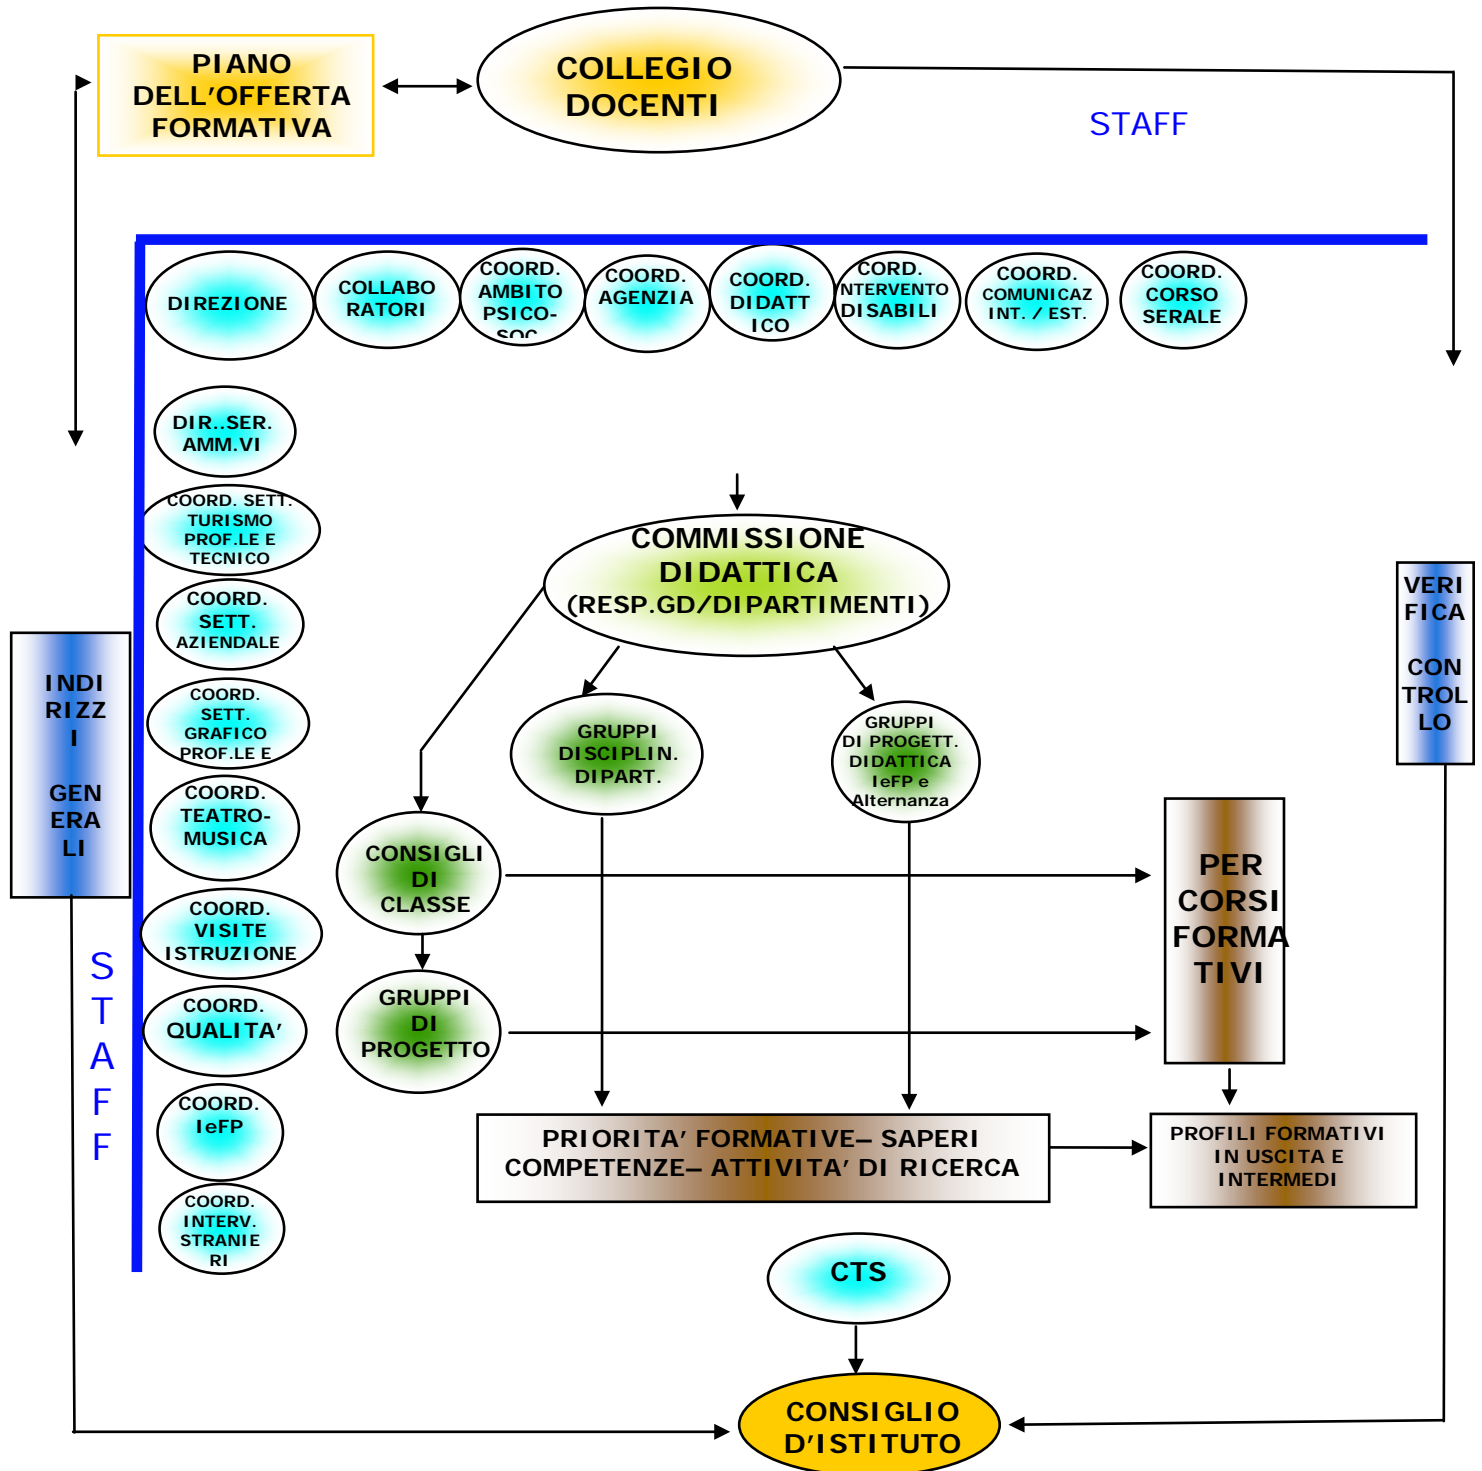 PIANO
DELL'OFFERTA
FORMATIVA
COLLEGIO
DOCENTI
STAFF
DIREZIONE
COLLABO
RATORI
COORD.
AMBITO
PSICO-
SOC.
COORD.
AGENZIA
COORD.
DIDATT
ICO
CORD.
NTERVENTO
DISABILI
COORD.
COMUNICAZ
INT. / EST.
COORD.
CORSO
SERALE
DIR..SER.
AMM.VI
COORD. SETT.
TURISMO
PROF.LE E
TECNICO
COORD.
SETT.
AZIENDALE
COORD.
SETT.
GRAFICO
PROF.LE E
COORD.
TEATRO-
MUSICA
COORD.
VISITE
ISTRUZIONE
COORD.
QUALITA'
COORD.
IeFP
COORD.
INTERV.
STRANIE
RI
INDI
RIZZ
I
GEN
ERA
LI
S
T
A
F
F
COMMISSIONE
DIDATTICA
(RESP.GD/DIPARTIMENTI)
GRUPPI
DISCIPLIN.
DIPART.
GRUPPI
DI PROGETT.
DIDATTICA
IeFP e
Alternanza
CONSIGLI
DI
CLASSE
GRUPPI
DI
PROGETTO
VERI
FICA
CON
TROL
LO
PER
CORSI
FORMA
TIVI
PRIORITA' FORMATIVE– SAPERI
COMPETENZE– ATTIVITA' DI RICERCA
PROFILI FORMATIVI
IN USCITA E
INTERMEDI
CTS
CONSIGLIO
D'ISTITUTO